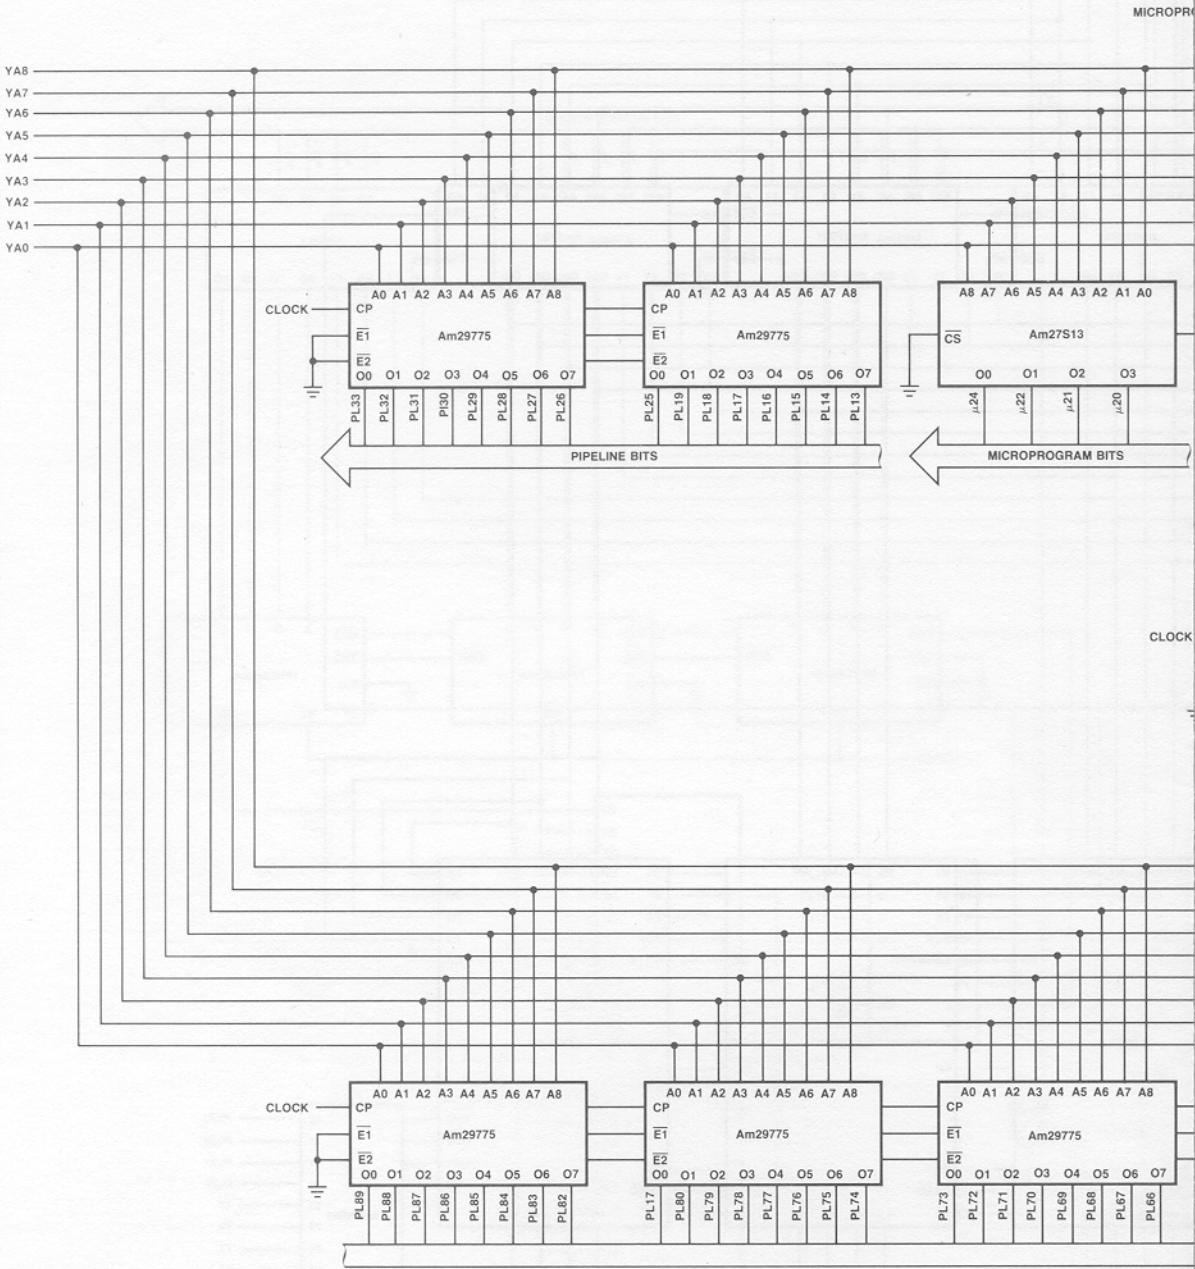 MICROPR
YA8
YA7
YA6
YA5
YA4
YA3
YA2
YA1
YA0
A0 A1 A2 A3 A4 A5 A6 A7 A8
A0 A1 A2 A3 A4 A5 A6 A7 A8
A8 A7 A6 A5 A4 A3 A2 A1 A0
CLOCK
CP
CP
E1
Am29775
E1
Am29775
CS
Am27S13
E2
E2
O0 O1 O2 O3 O4 O5 O6 O7
O0 O1 O2 O3 O4 O5 O6 O7
O0 O1 O2 O3
PL33 PL32 PL31 Pl30 PL29 PL28 PL27 PL26
PL25 PL19 PL18 PL17 PL16 PL15 PL14 PL13
μ24 μ22 μ21 μ20
PIPELINE BITS
MICROPROGRAM BITS
CLOCK
A0 A1 A2 A3 A4 A5 A6 A7 A8
A0 A1 A2 A3 A4 A5 A6 A7 A8
A0 A1 A2 A3 A4 A5 A6 A7 A8
CLOCK
CP
CP
CP
E1
Am29775
E1
Am29775
E1
Am29775
E2
E2
E2
O0 O1 O2 O3 O4 O5 O6 O7
O0 O1 O2 O3 O4 O5 O6 O7
O0 O1 O2 O3 O4 O5 O6 O7
PL89 PL88 PL87 PL86 PL85 PL84 PL83 PL82
PL17 PL80 PL79 PL78 PL77 PL76 PL75 PL74
PL73 PL72 PL71 PL70 PL69 PL68 PL67 PL66